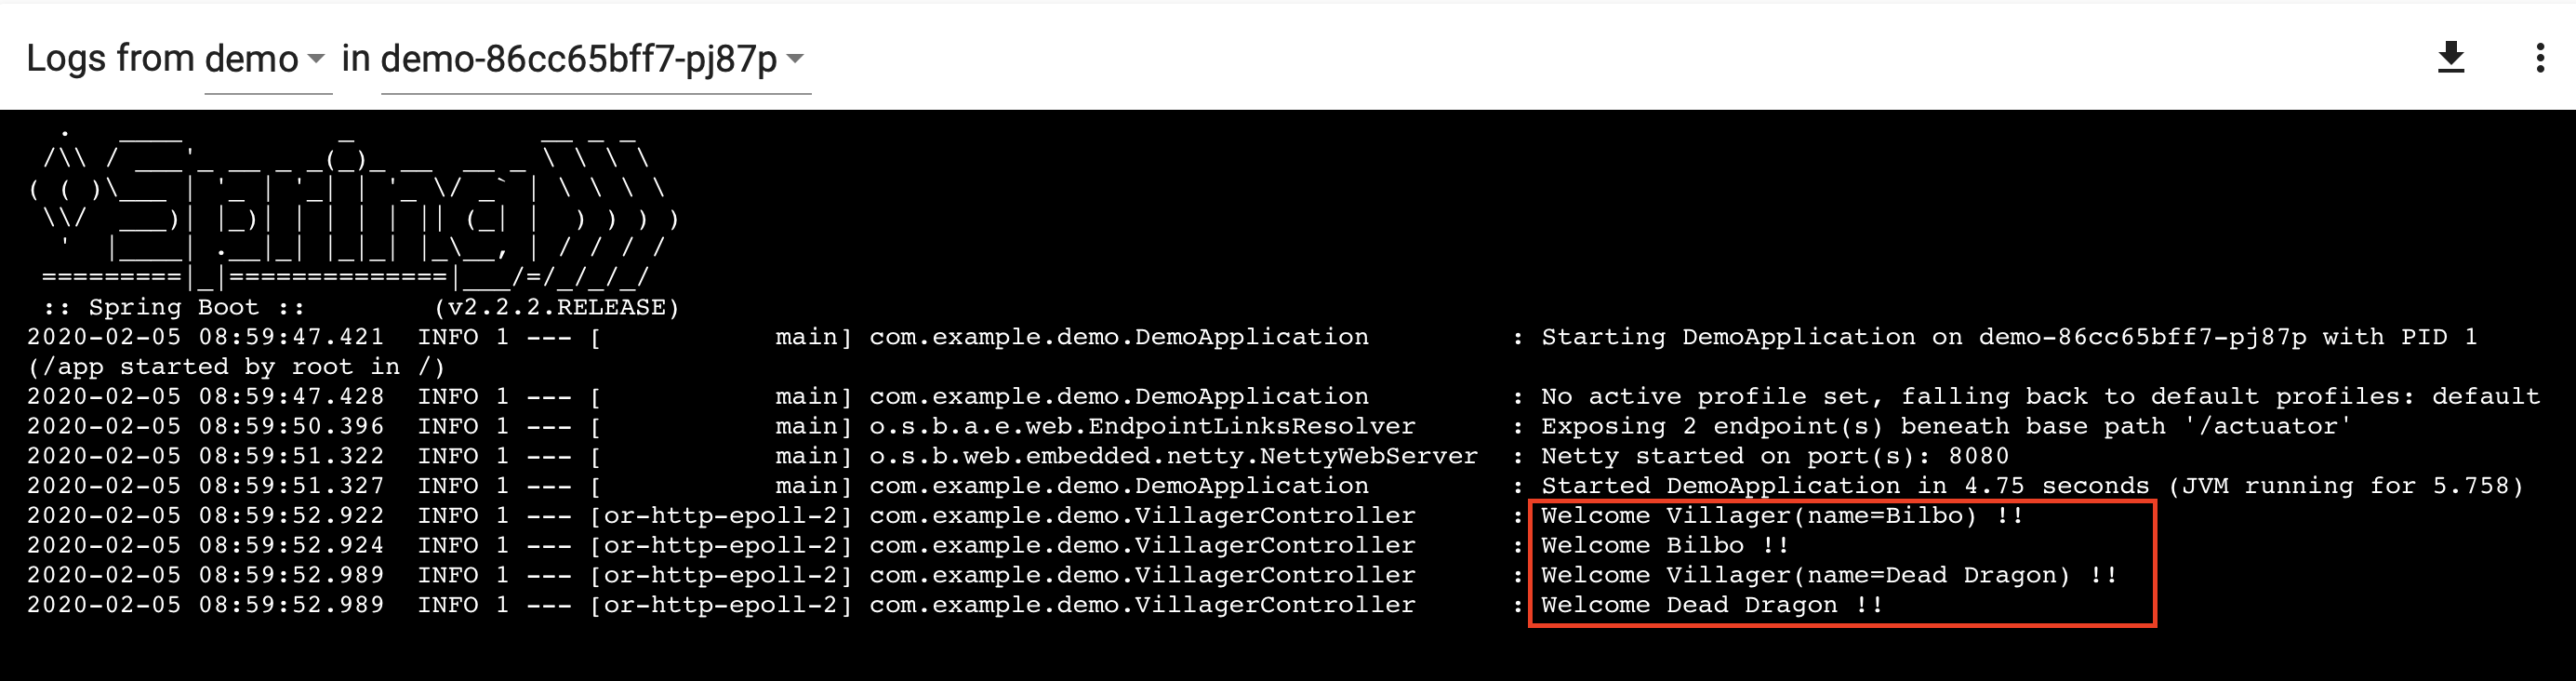 Logs from demo in demo-86cc65bff7-pj87p
  .   ____          _            __ _ _
 /\\ / ___'_ __ _ _(_)_ __  __ _ \ \ \ \
( ( )\___ | '_ | '_| | '_ \/ _` | \ \ \ \
 \\/  ___)| |_)| | | | | || (_| |  ) ) ) )
  '  |____| .__|_| |_|_| |_\__, | / / / /
 =========|_|==============|___/=/_/_/_/
 :: Spring Boot ::        (v2.2.2.RELEASE)
2020-02-05 08:59:47.421  INFO 1 --- [           main] com.example.demo.DemoApplication         : Starting DemoApplication on demo-86cc65bff7-pj87p with PID 1
(/app started by root in /)
2020-02-05 08:59:47.428  INFO 1 --- [           main] com.example.demo.DemoApplication         : No active profile set, falling back to default profiles: default
2020-02-05 08:59:50.396  INFO 1 --- [           main] o.s.b.a.e.web.EndpointLinksResolver      : Exposing 2 endpoint(s) beneath base path '/actuator'
2020-02-05 08:59:51.322  INFO 1 --- [           main] o.s.b.web.embedded.netty.NettyWebServer  : Netty started on port(s): 8080
2020-02-05 08:59:51.327  INFO 1 --- [           main] com.example.demo.DemoApplication         : Started DemoApplication in 4.75 seconds (JVM running for 5.758)
2020-02-05 08:59:52.922  INFO 1 --- [or-http-epoll-2] com.example.demo.VillagerController      : Welcome Villager(name=Bilbo) !!
2020-02-05 08:59:52.924  INFO 1 --- [or-http-epoll-2] com.example.demo.VillagerController      : Welcome Bilbo !!
2020-02-05 08:59:52.989  INFO 1 --- [or-http-epoll-2] com.example.demo.VillagerController      : Welcome Villager(name=Dead Dragon) !!
2020-02-05 08:59:52.989  INFO 1 --- [or-http-epoll-2] com.example.demo.VillagerController      : Welcome Dead Dragon !!